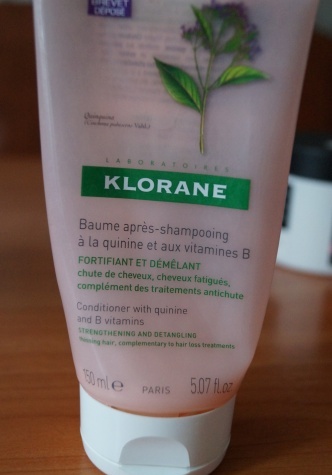 BREVET
DÉPOSÉ
Quinquina
LABORATOIRES
KLORANE
Baume après-shampooing
à la quinine et aux vitamines B
FORTIFIANT ET DÉMÊLANT
chute de cheveux, cheveux fatigués,
complément des traitements antichute
Conditioner with quinine
and B vitamins
STRENGTHENING AND DETANGLING
thinning hair, complementary to hair loss treatments
150 ml e PARIS 5.07 fl.oz